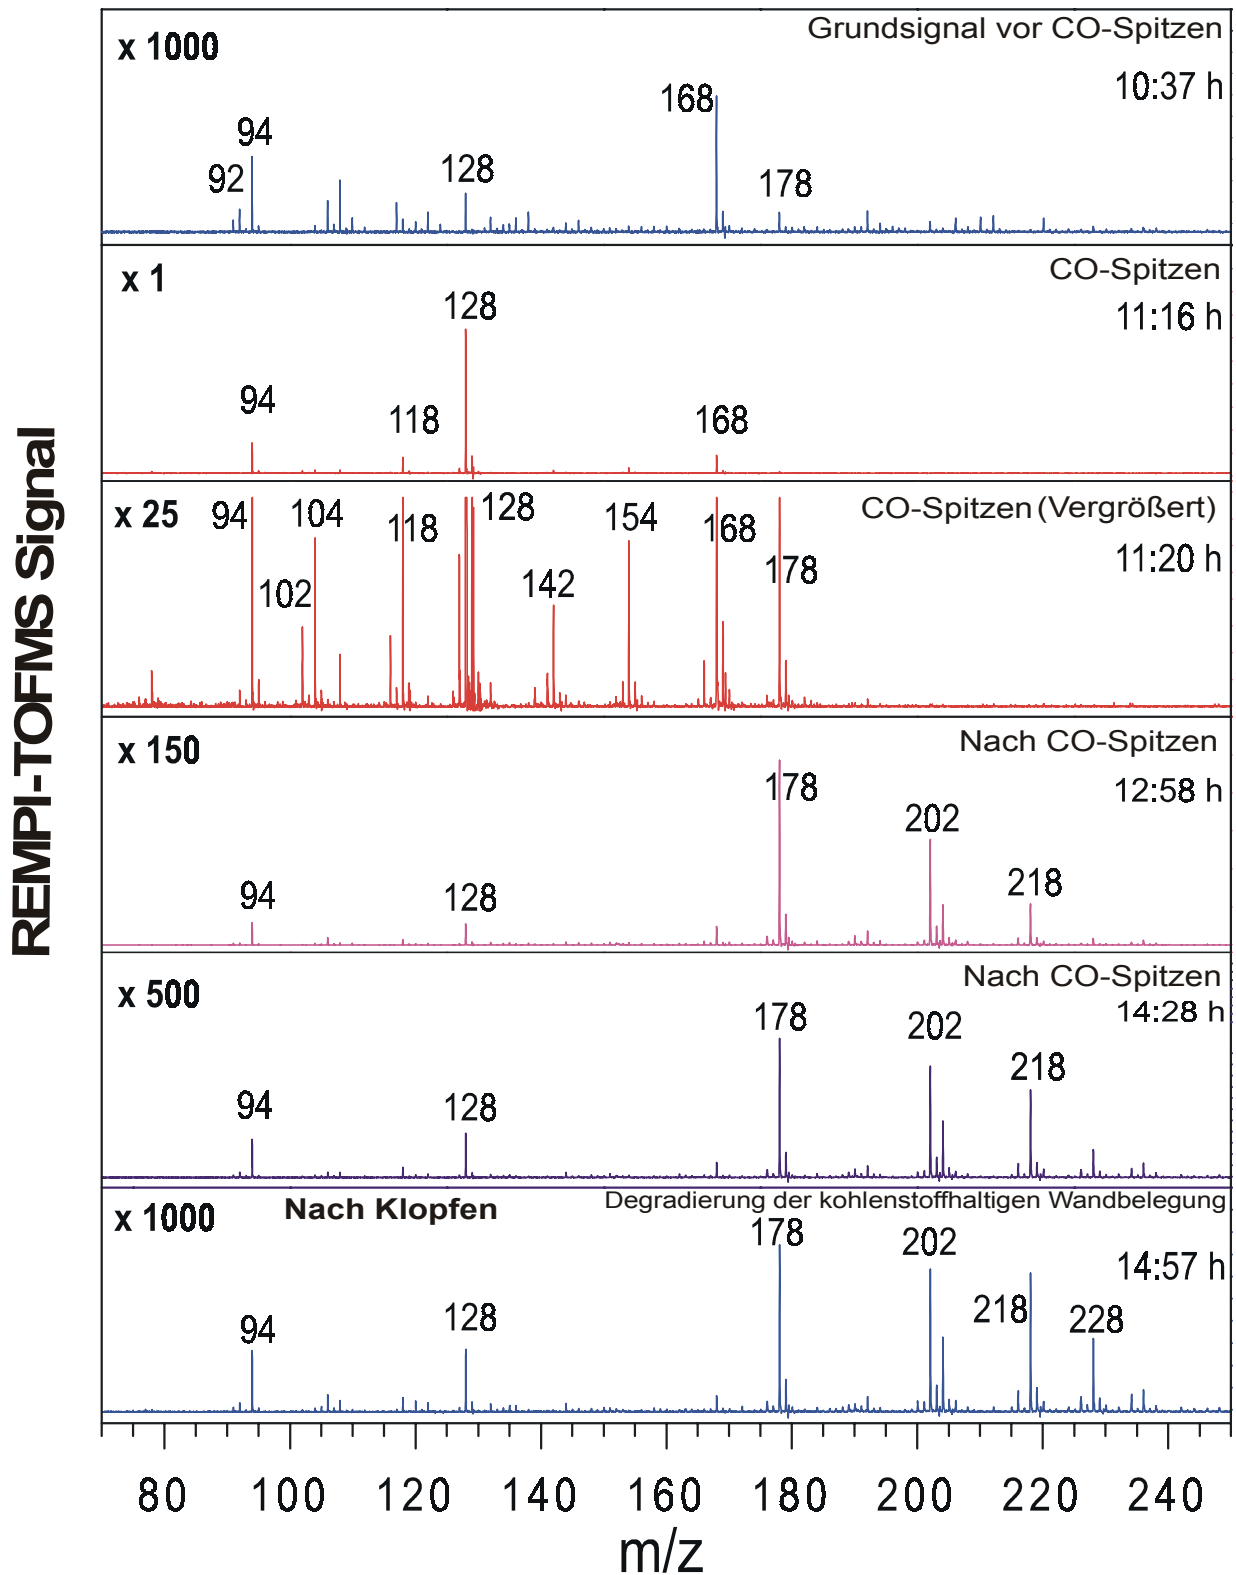 REMPI-TOFMS Signal
x 1000
Grundsignal vor CO-Spitzen
10:37 h
92
94
128
168
178
x 1
CO-Spitzen
11:16 h
94
118
128
168
x 25
CO-Spitzen (Vergrößert)
11:20 h
94
102
104
118
128
142
154
168
178
x 150
Nach CO-Spitzen
12:58 h
94
128
178
202
218
x 500
Nach CO-Spitzen
14:28 h
94
128
178
202
218
x 1000
Nach Klopfen
Degradierung der kohlenstoffhaltigen Wandbelegung
14:57 h
94
128
178
202
218
228
80 100 120 140 160 180 200 220 240
m/z